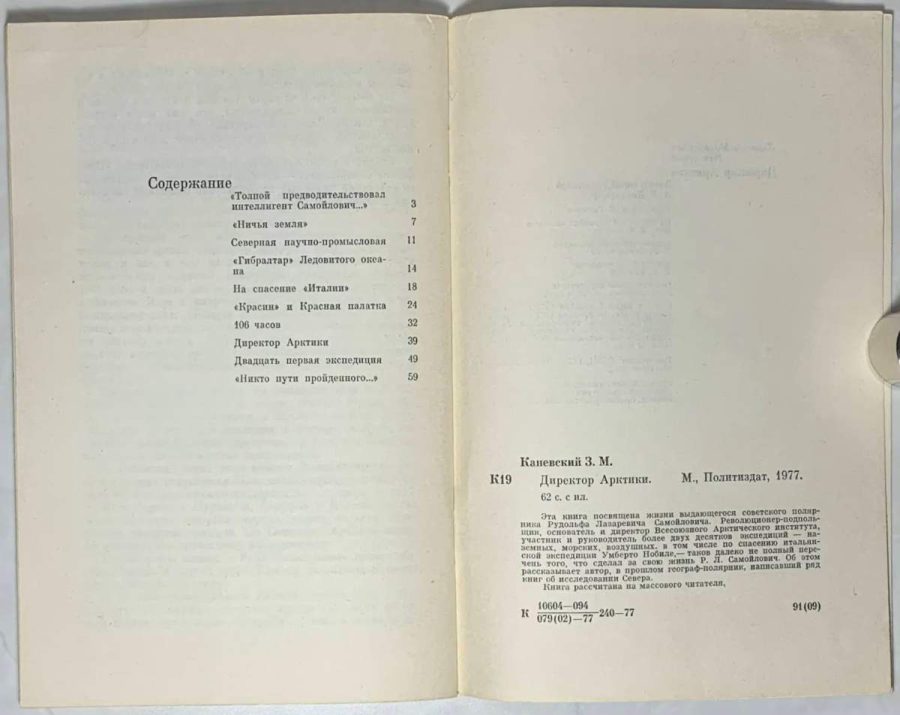 Содержание
«Толпой предводительствовал
интеллигент Самойлович...» 3
«Ничья земля» 7
Северная научно-промысловая 11
«Гибралтар» Ледовитого океа-
на 14
На спасение «Италии» 18
«Красин» и Красная палатка 24
106 часов 32
Директор Арктики 39
Двадцать первая экспедиция 49
«Никто пути пройденного...» 59
Каневский З. М.
К19 Директор Арктики. М., Политиздат, 1977.
62 с. с ил.
Эта книга посвящена жизни выдающегося советского поляр-
ника Рудольфа Лазаревича Самойловича. Революционер-подполь-
щик, основатель и директор Всесоюзного Арктического института,
участник и руководитель более двух десятков экспедиций — на-
земных, морских, воздушных, в том числе по спасению итальян-
ской экспедиции Умберто Нобиле,— таков далеко не полный пере-
чень того, что сделал за свою жизнь Р. Л. Самойлович. Об этом
рассказывает автор, в прошлом географ-полярник, написавший ряд
книг об исследовании Севера.
Книга рассчитана на массового читателя,
К 10604—094
079(02)—77 —240—77 91(09)